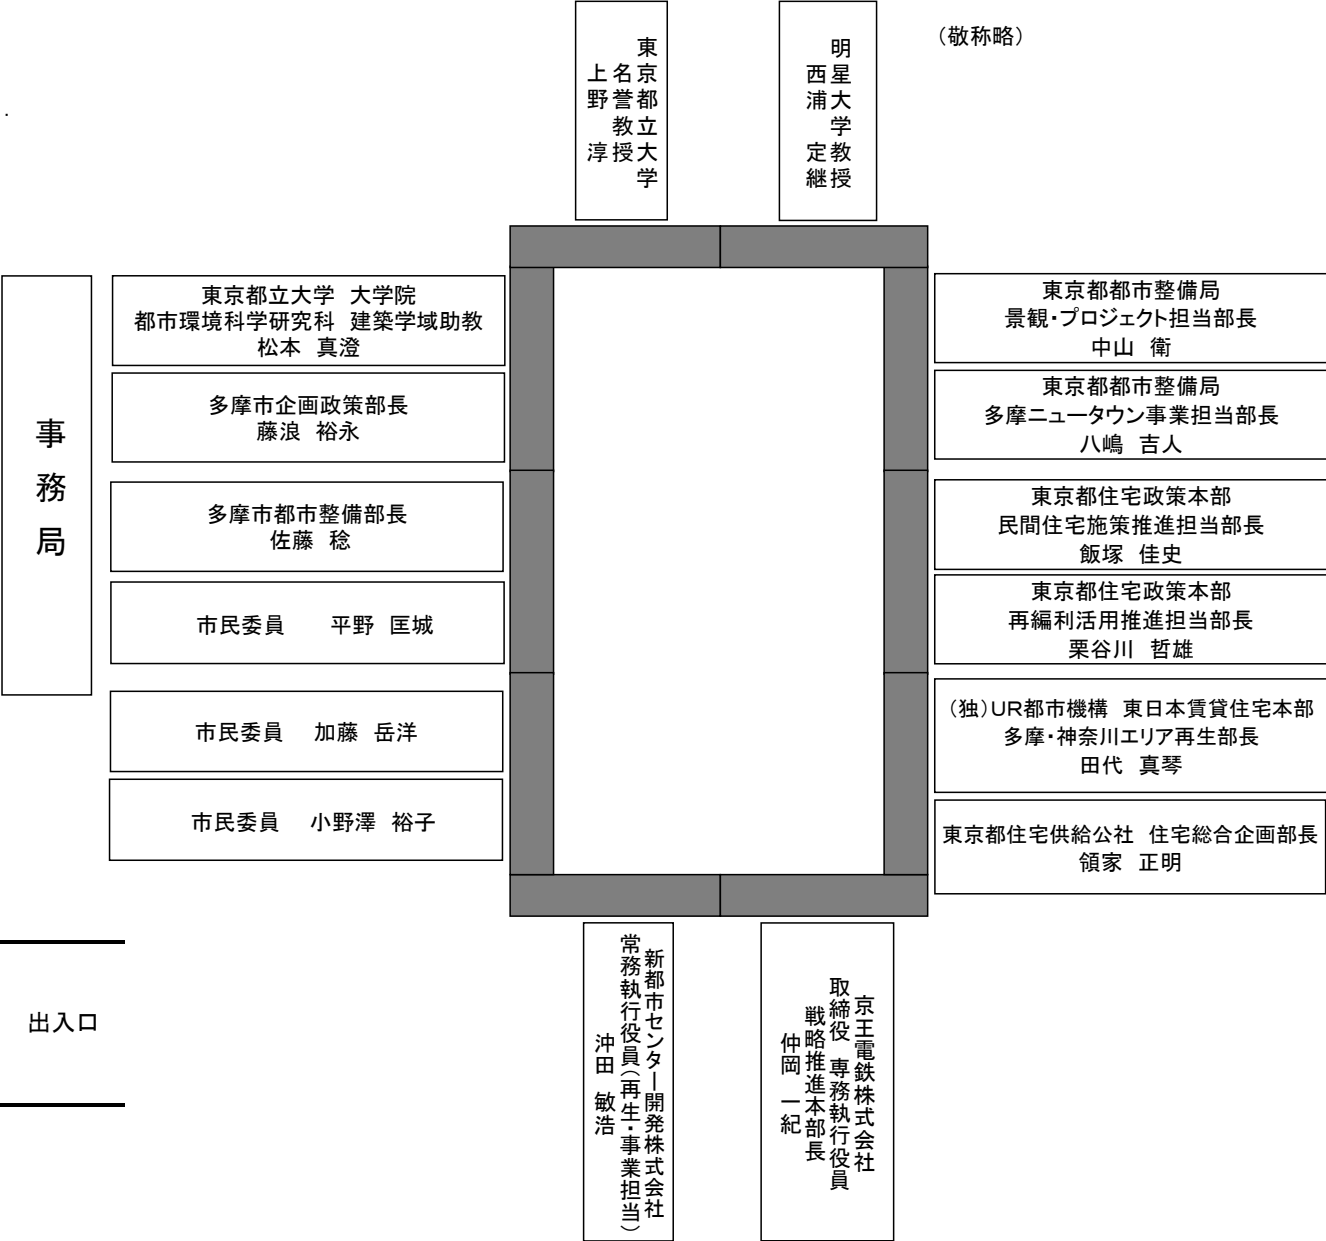 （敬称略）
東京都立大学
名誉教授
上野　淳
明星大学教授
西浦　定継
事務局
東京都立大学　大学院
都市環境科学研究科　建築学域助教
松本　真澄
多摩市企画政策部長
藤浪　裕永
多摩市都市整備部長
佐藤　稔
市民委員　　平野　匡城
市民委員　加藤　岳洋
市民委員　小野澤　裕子
東京都都市整備局
景観・プロジェクト担当部長
中山　衛
東京都都市整備局
多摩ニュータウン事業担当部長
八嶋　吉人
東京都住宅政策本部
民間住宅施策推進担当部長
飯塚　佳史
東京都住宅政策本部
再編利活用推進担当部長
栗谷川　哲雄
（独）UR都市機構　東日本賃貸住宅本部
多摩・神奈川エリア再生部長
田代　真琴
東京都住宅供給公社　住宅総合企画部長
領家　正明
出入口
新都市センター開発株式会社
常務執行役員（再生・事業担当）
沖田　敏浩
京王電鉄株式会社
取締役　専務執行役員
戦略推進本部長
仲岡　一紀